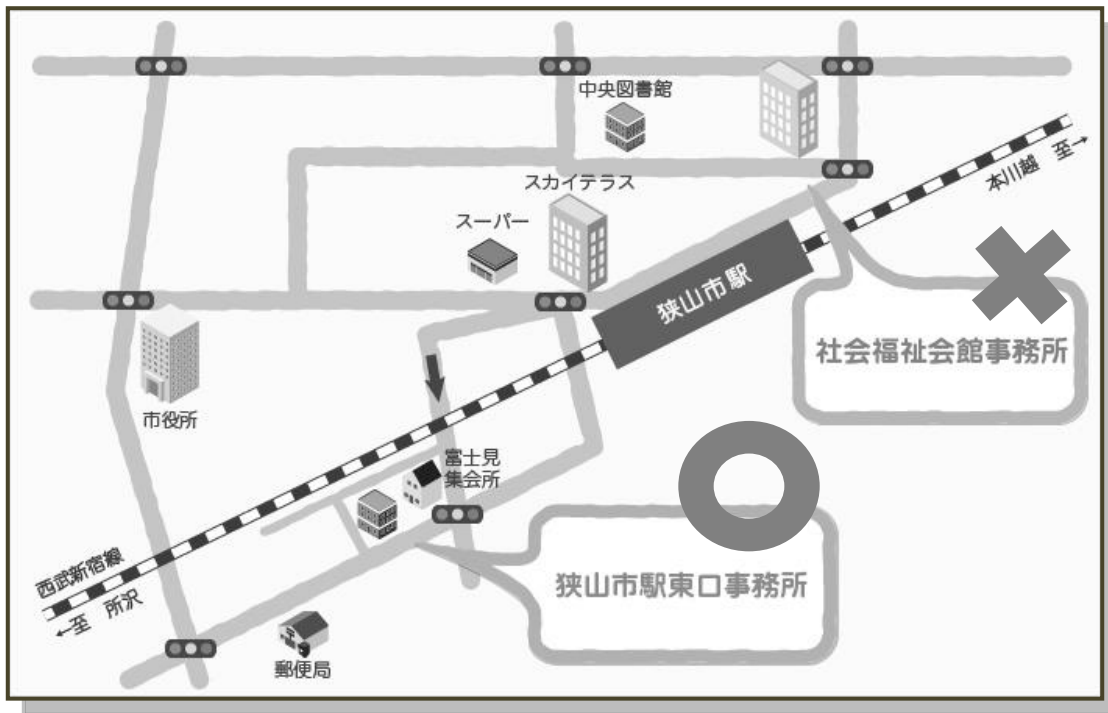 中央図書館
スカイテラス
スーパー
本川越 至→
狭山市駅
社会福祉会館事務所
市役所
富士見
集会所
西武新宿線
←至 所沢
狭山市駅東口事務所
郵便局
〒